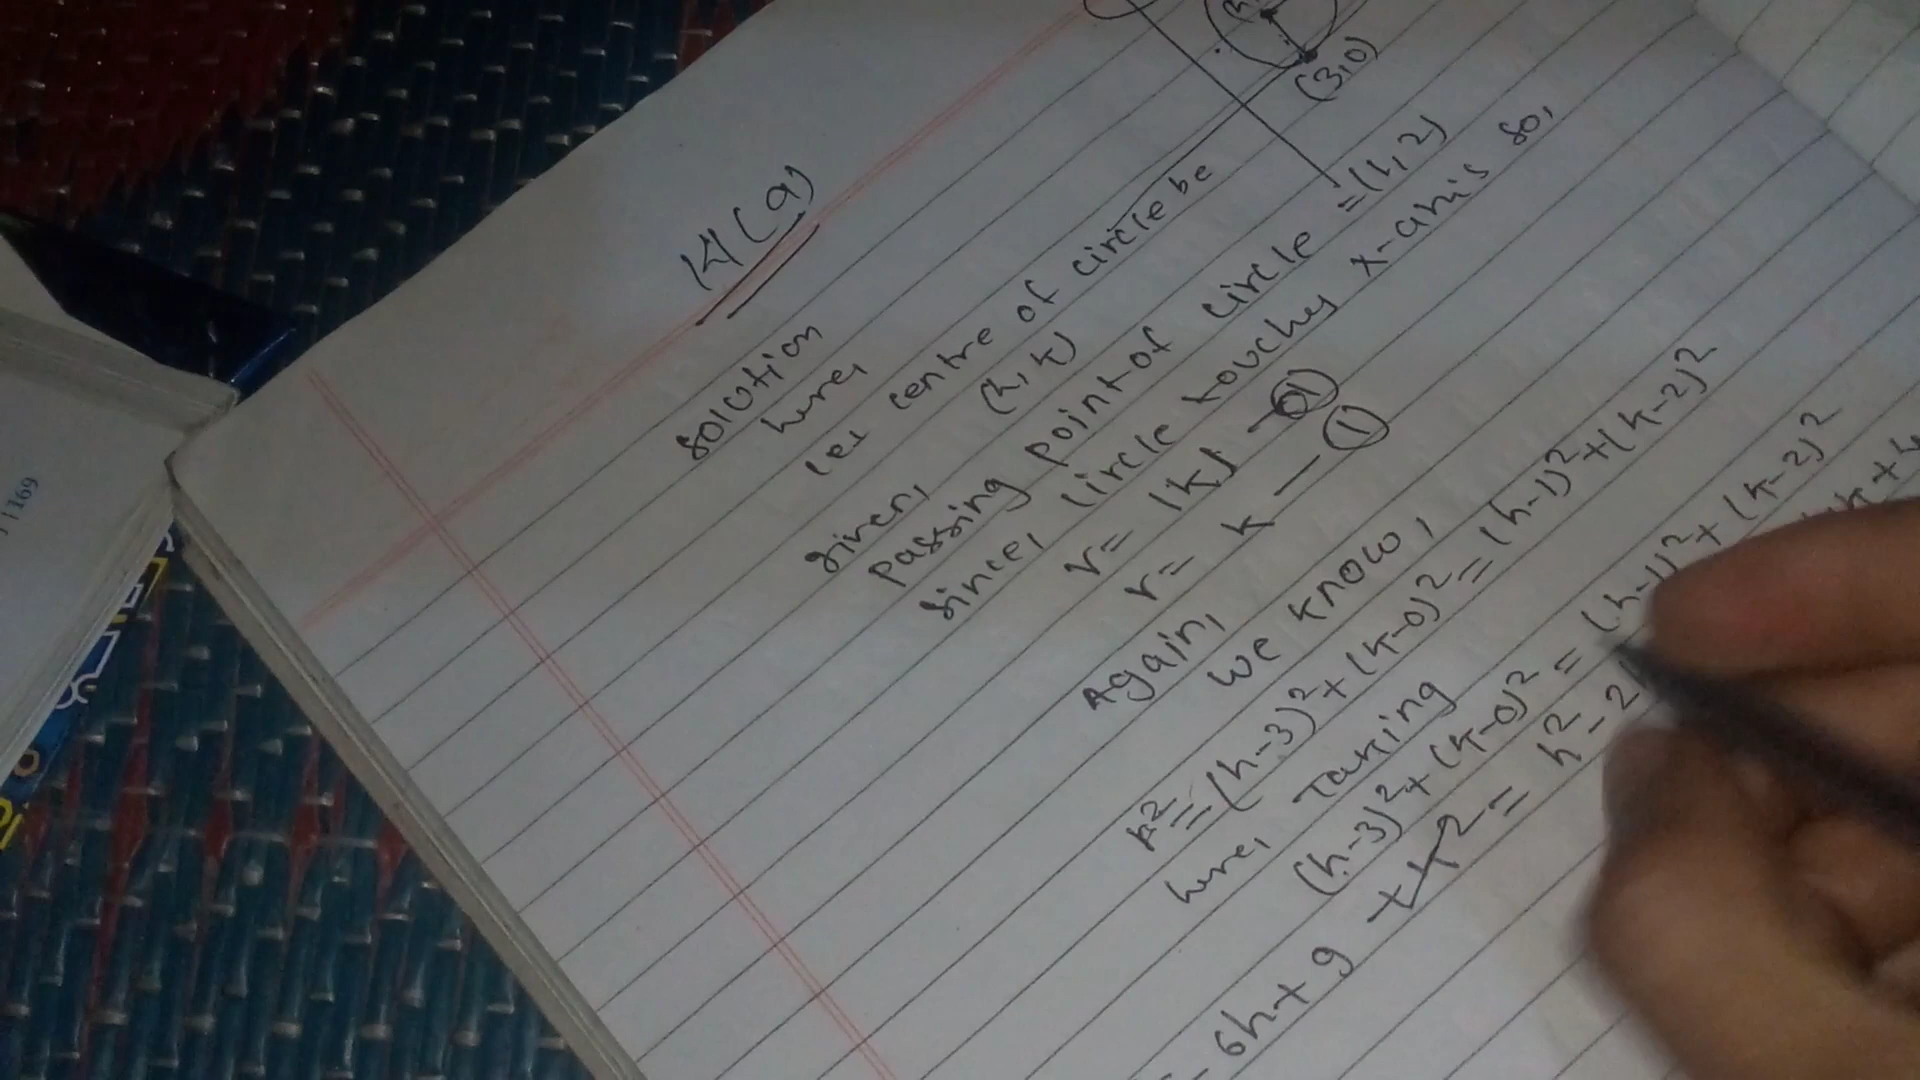 (3,0)
14(a)
solution
here,
let centre of circle be
(h, k)
given,
passing point of circle = (1, 2)
since, circle touches x-axis so,
r = |k|
r = k — (1)
Again,
we know,
k² = (h-3)² + (k-0)² = (h-1)² + (k-2)²
here, Taking
(h-3)² + (k-0)² = (h-1)² + (k-2)²
- 6h + 9 + k² = h² - 2
169